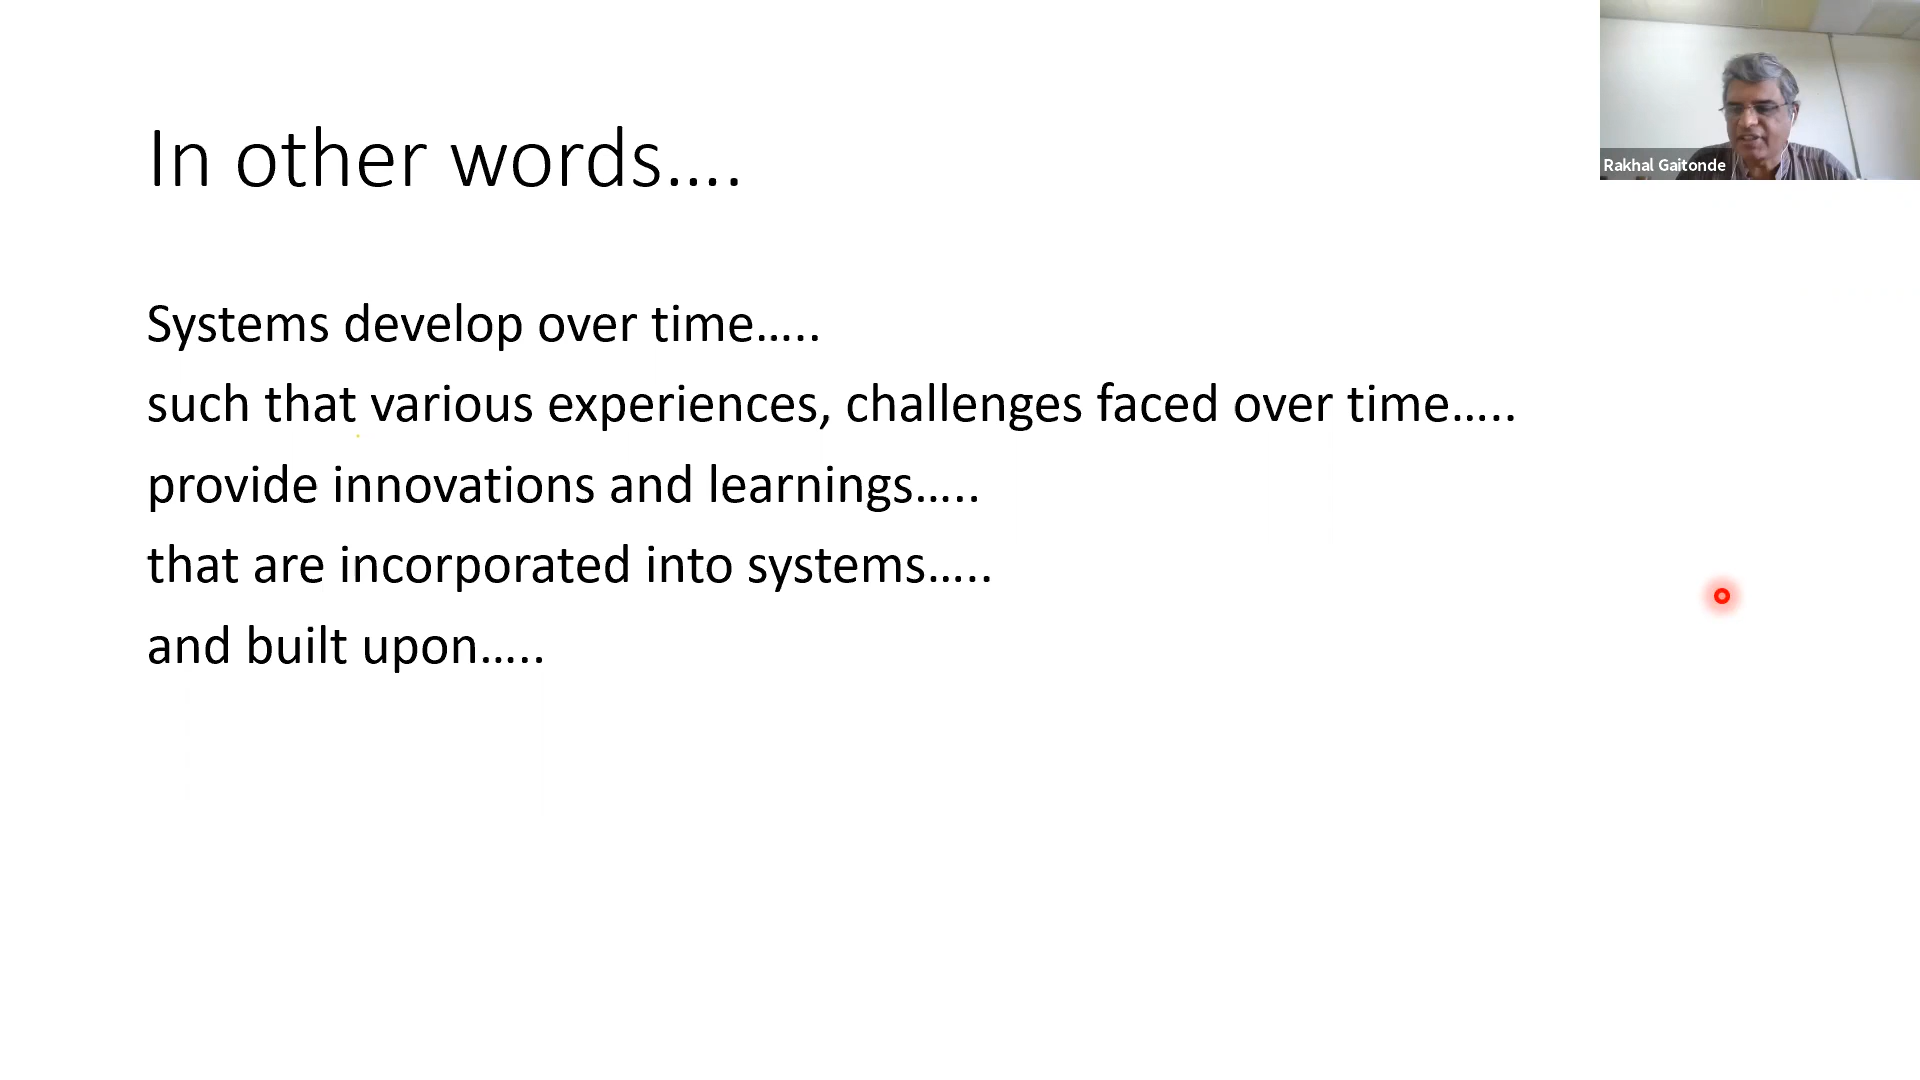 In other words....
Systems develop over time.....
such that various experiences, challenges faced over time.....
provide innovations and learnings.....
that are incorporated into systems.....
and built upon.....
Rakhal Gaitonde